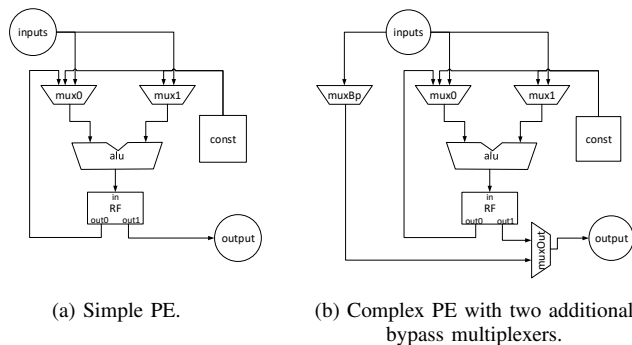 inputs
mux0
mux1
const
alu
in
RF
out0 out1
output
(a) Simple PE.
inputs
muxBp
mux0
mux1
const
alu
in
RF
out0 out1
muxOut
output
(b) Complex PE with two additional
bypass multiplexers.